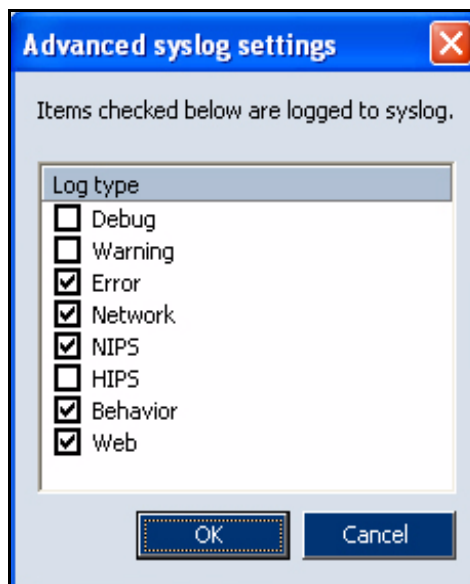 Advanced syslog settings
Items checked below are logged to syslog.
Log type
Debug
Warning
Error
Network
NIPS
HIPS
Behavior
Web
OK
Cancel